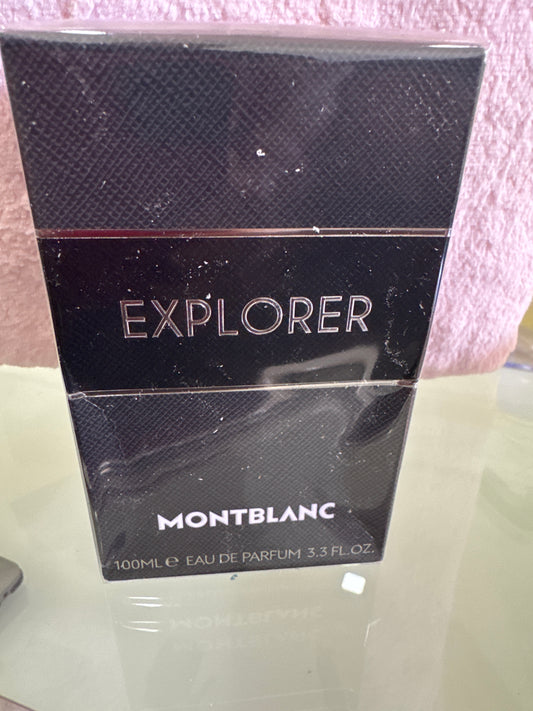 EXPLORER
MONTBLANC
100ML ℮ EAU DE PARFUM 3.3 FL.OZ.